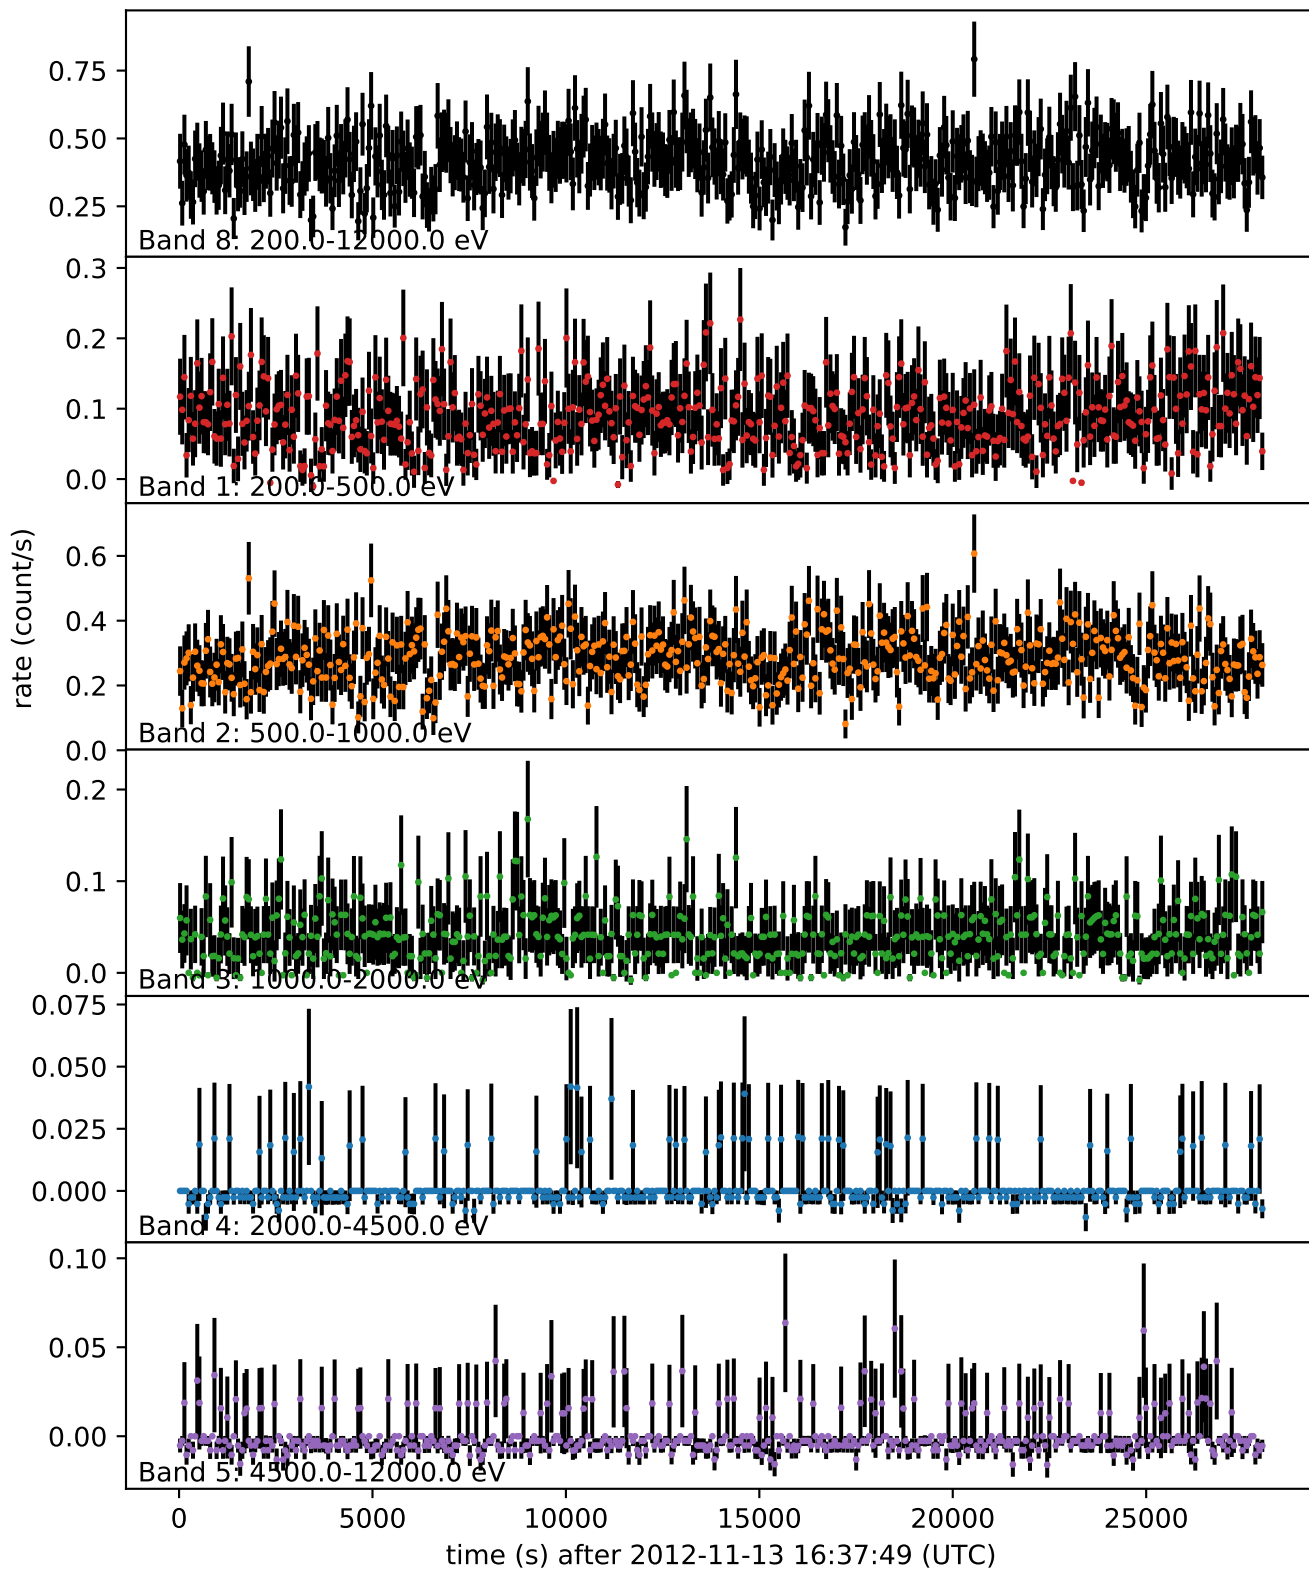 0.75
0.50
0.25
Band 8: 200.0-12000.0 eV
0.3
0.2
0.1
0.0
Band 1: 200.0-500.0 eV
rate (count/s)
0.6
0.4
0.2
0.0
Band 2: 500.0-1000.0 eV
0.2
0.1
0.0
Band 3: 1000.0-2000.0 eV
0.075
0.050
0.025
0.000
Band 4: 2000.0-4500.0 eV
0.10
0.05
0.00
Band 5: 4500.0-12000.0 eV
0 5000 10000 15000 20000 25000
time (s) after 2012-11-13 16:37:49 (UTC)